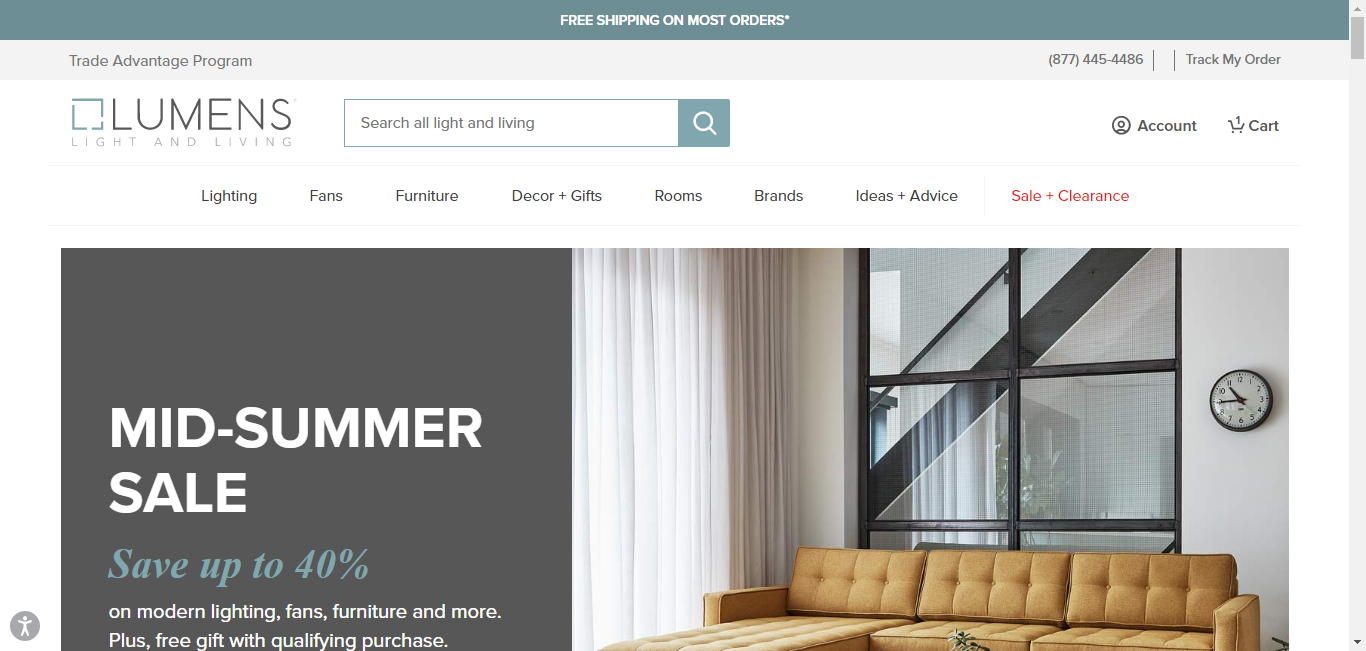 FREE SHIPPING ON MOST ORDERS*
Trade Advantage Program
(877) 445-4486
Track My Order
LUMENS
LIGHT AND LIVING
Search all light and living
Account
1
Cart
Lighting
Fans
Furniture
Decor + Gifts
Rooms
Brands
Ideas + Advice
Sale + Clearance
MID-SUMMER
SALE
Save up to 40%
on modern lighting, fans, furniture and more.
Plus, free gift with qualifying purchase.